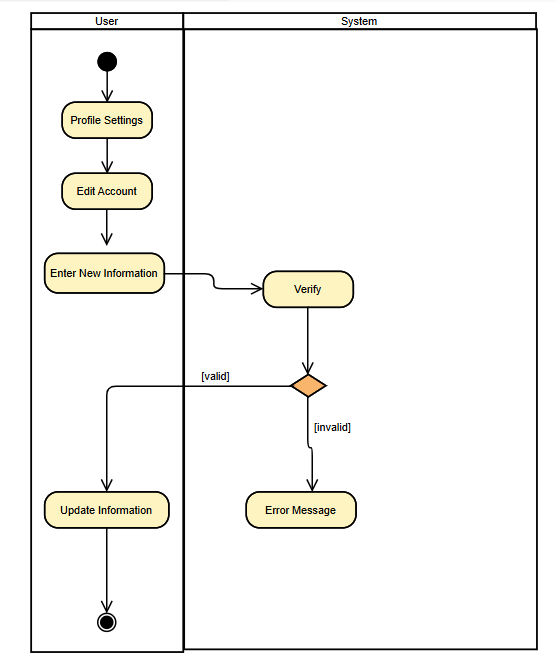 User
System
Profile Settings
Edit Account
Enter New Information
Verify
[valid]
[invalid]
Update Information
Error Message